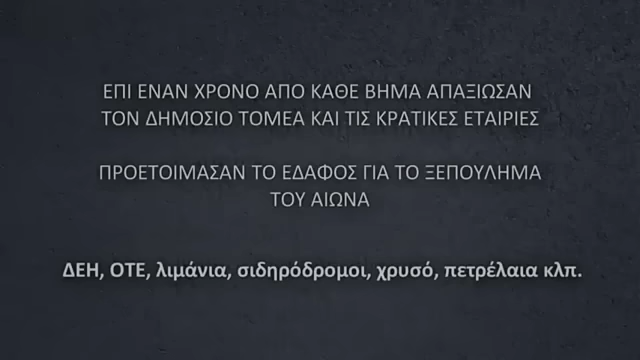 ΕΠΙ ΕΝΑΝ ΧΡΟΝΟ ΑΠΟ ΚΑΘΕ ΒΗΜΑ ΑΠΑΞΙΩΣΑΝ
ΤΟΝ ΔΗΜΟΣΙΟ ΤΟΜΕΑ ΚΑΙ ΤΙΣ ΚΡΑΤΙΚΕΣ ΕΤΑΙΡΙΕΣ
ΠΡΟΕΤΟΙΜΑΣΑΝ ΤΟ ΕΔΑΦΟΣ ΓΙΑ ΤΟ ΞΕΠΟΥΛΗΜΑ
ΤΟΥ ΑΙΩΝΑ
ΔΕΗ, ΟΤΕ, λιμάνια, σιδηρόδρομοι, χρυσό, πετρέλαια κλπ.